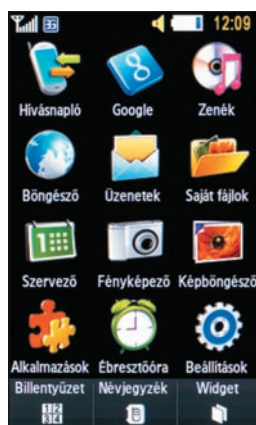 12:09
Hívásnapló Google Zenék
Böngésző Üzenetek Saját fájlok
Szervező Fényképező Képböngésző
Alkalmazások Ébresztőóra Beállítások
Billentyűzet Névjegyzék Widget